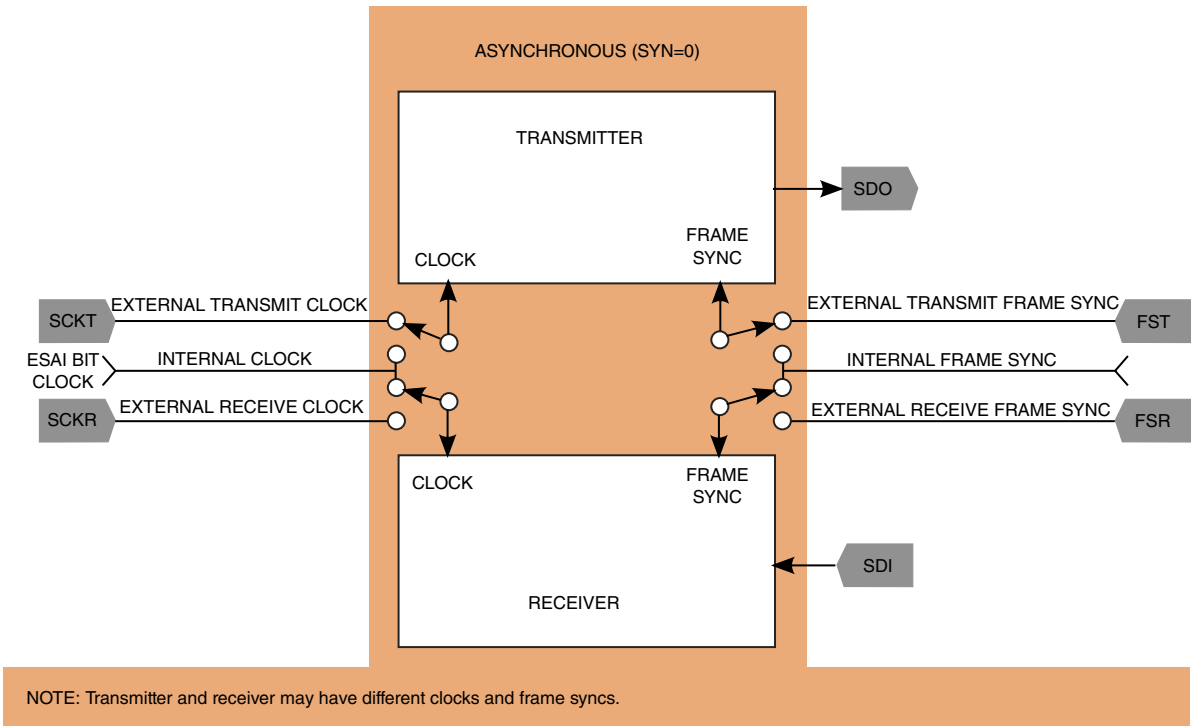 ASYNCHRONOUS (SYN=0)
TRANSMITTER
SDO
FRAME
SYNC
CLOCK
EXTERNAL TRANSMIT CLOCK
EXTERNAL TRANSMIT FRAME SYNC
SCKT
FST
ESAI BIT
CLOCK
INTERNAL CLOCK
INTERNAL FRAME SYNC
EXTERNAL RECEIVE CLOCK
EXTERNAL RECEIVE FRAME SYNC
SCKR
FSR
CLOCK
FRAME
SYNC
SDI
RECEIVER
NOTE: Transmitter and receiver may have different clocks and frame syncs.